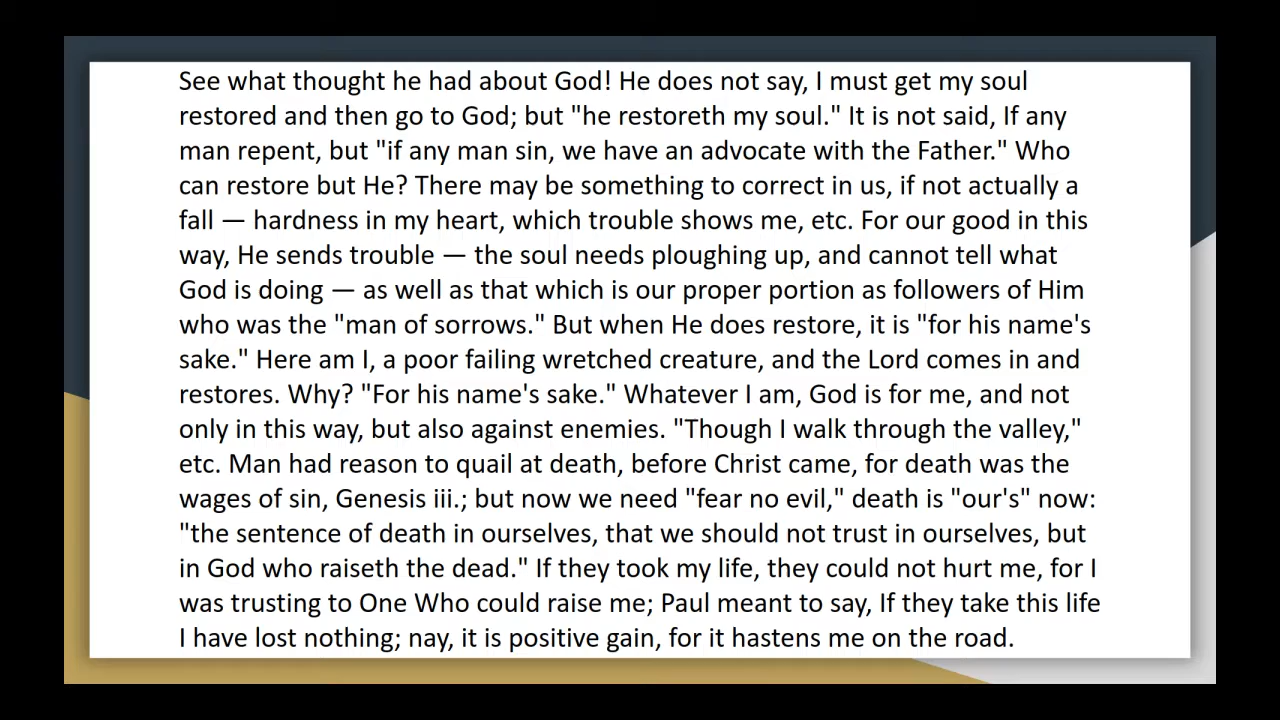 See what thought he had about God! He does not say, I must get my soul
restored and then go to God; but "he restoreth my soul." It is not said, If any
man repent, but "if any man sin, we have an advocate with the Father." Who
can restore but He? There may be something to correct in us, if not actually a
fall — hardness in my heart, which trouble shows me, etc. For our good in this
way, He sends trouble — the soul needs ploughing up, and cannot tell what
God is doing — as well as that which is our proper portion as followers of Him
who was the "man of sorrows." But when He does restore, it is "for his name's
sake." Here am I, a poor failing wretched creature, and the Lord comes in and
restores. Why? "For his name's sake." Whatever I am, God is for me, and not
only in this way, but also against enemies. "Though I walk through the valley,"
etc. Man had reason to quail at death, before Christ came, for death was the
wages of sin, Genesis iii.; but now we need "fear no evil," death is "our's" now:
"the sentence of death in ourselves, that we should not trust in ourselves, but
in God who raiseth the dead." If they took my life, they could not hurt me, for I
was trusting to One Who could raise me; Paul meant to say, If they take this life
I have lost nothing; nay, it is positive gain, for it hastens me on the road.